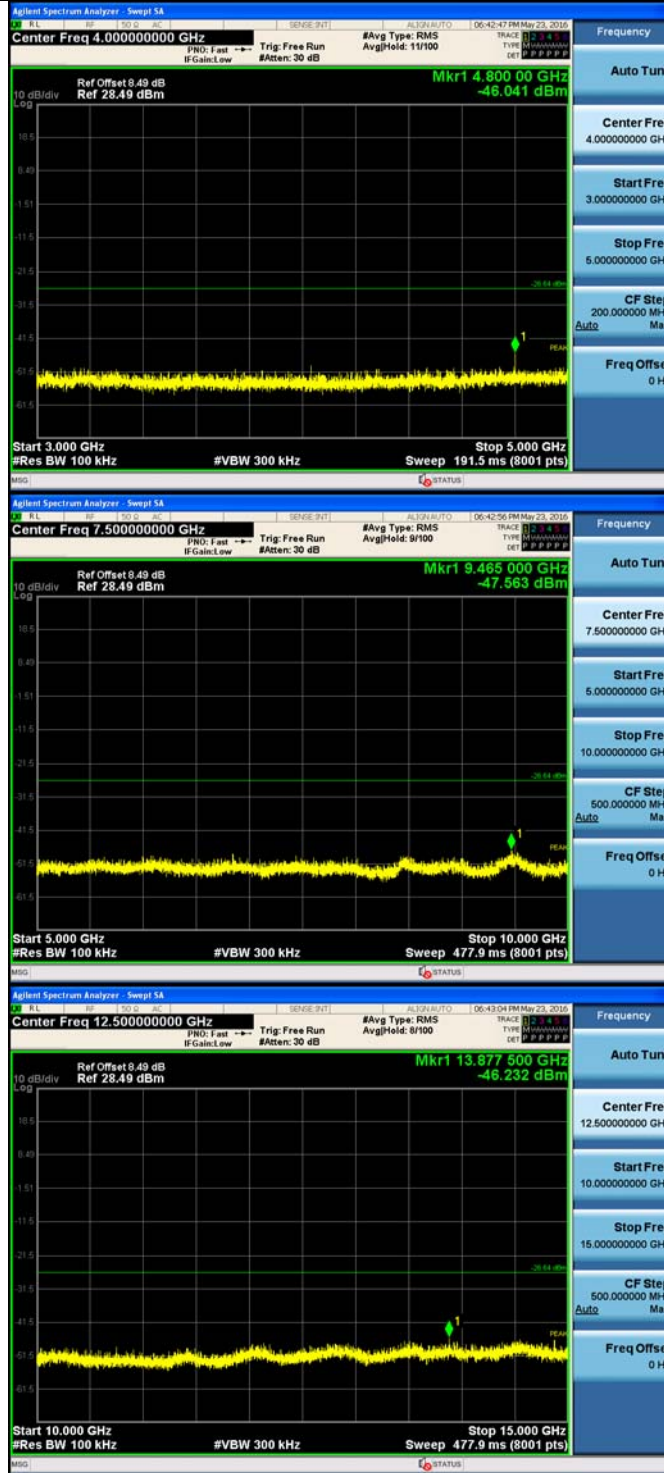 Agilent Spectrum Analyzer - Swept SA
RL RF 50 Ω AC SENSE:INT ALIGN AUTO 06:42:47 PM May 23, 2016
Center Freq 4.000000000 GHz #Avg Type: RMS TRACE 1 2 3 4 5 6
PNO: Fast Trig: Free Run Avg|Hold: 11/100 TYPE
IFGain:Low #Atten: 30 dB DET P P P P P P
Frequency
Ref Offset 8.49 dB
10 dB/div Ref 28.49 dBm
Log
Mkr1 4.800 00 GHz
-46.041 dBm
18.5
8.49
-1.51
-11.5
-21.5
-31.5
-41.5
-51.5
-61.5
-26.64 dBm
1
PEAK
Start 3.000 GHz Stop 5.000 GHz
#Res BW 100 kHz #VBW 300 kHz Sweep 191.5 ms (8001 pts)
MSG STATUS
Auto Tun
Center Fre
4.000000000 GH
Start Fre
3.000000000 GH
Stop Fre
5.000000000 GH
CF Ste
200.000000 MH
Auto Ma
Freq Offse
0 H
Agilent Spectrum Analyzer - Swept SA
RL RF 50 Ω AC SENSE:INT ALIGN AUTO 06:42:56 PM May 23, 2016
Center Freq 7.500000000 GHz #Avg Type: RMS TRACE 1 2 3 4 5 6
PNO: Fast Trig: Free Run Avg|Hold: 9/100 TYPE
IFGain:Low #Atten: 30 dB DET P P P P P P
Frequency
Ref Offset 8.49 dB
10 dB/div Ref 28.49 dBm
Log
Mkr1 9.465 000 GHz
-47.563 dBm
18.5
8.49
-1.51
-11.5
-21.5
-31.5
-41.5
-51.5
-61.5
-26.64 dBm
1
PEAK
Start 5.000 GHz Stop 10.000 GHz
#Res BW 100 kHz #VBW 300 kHz Sweep 477.9 ms (8001 pts)
MSG STATUS
Auto Tun
Center Fre
7.500000000 GH
Start Fre
5.000000000 GH
Stop Fre
10.000000000 GH
CF Ste
500.000000 MH
Auto Ma
Freq Offse
0 H
Agilent Spectrum Analyzer - Swept SA
RL RF 50 Ω AC SENSE:INT ALIGN AUTO 06:43:04 PM May 23, 2016
Center Freq 12.500000000 GHz #Avg Type: RMS TRACE 1 2 3 4 5 6
PNO: Fast Trig: Free Run Avg|Hold: 8/100 TYPE
IFGain:Low #Atten: 30 dB DET P P P P P P
Frequency
Ref Offset 8.49 dB
10 dB/div Ref 28.49 dBm
Log
Mkr1 13.877 500 GHz
-46.232 dBm
18.5
8.49
-1.51
-11.5
-21.5
-31.5
-41.5
-51.5
-61.5
-26.64 dBm
1
PEAK
Start 10.000 GHz Stop 15.000 GHz
#Res BW 100 kHz #VBW 300 kHz Sweep 477.9 ms (8001 pts)
MSG STATUS
Auto Tun
Center Fre
12.500000000 GH
Start Fre
10.000000000 GH
Stop Fre
15.000000000 GH
CF Ste
500.000000 MH
Auto Ma
Freq Offse
0 H